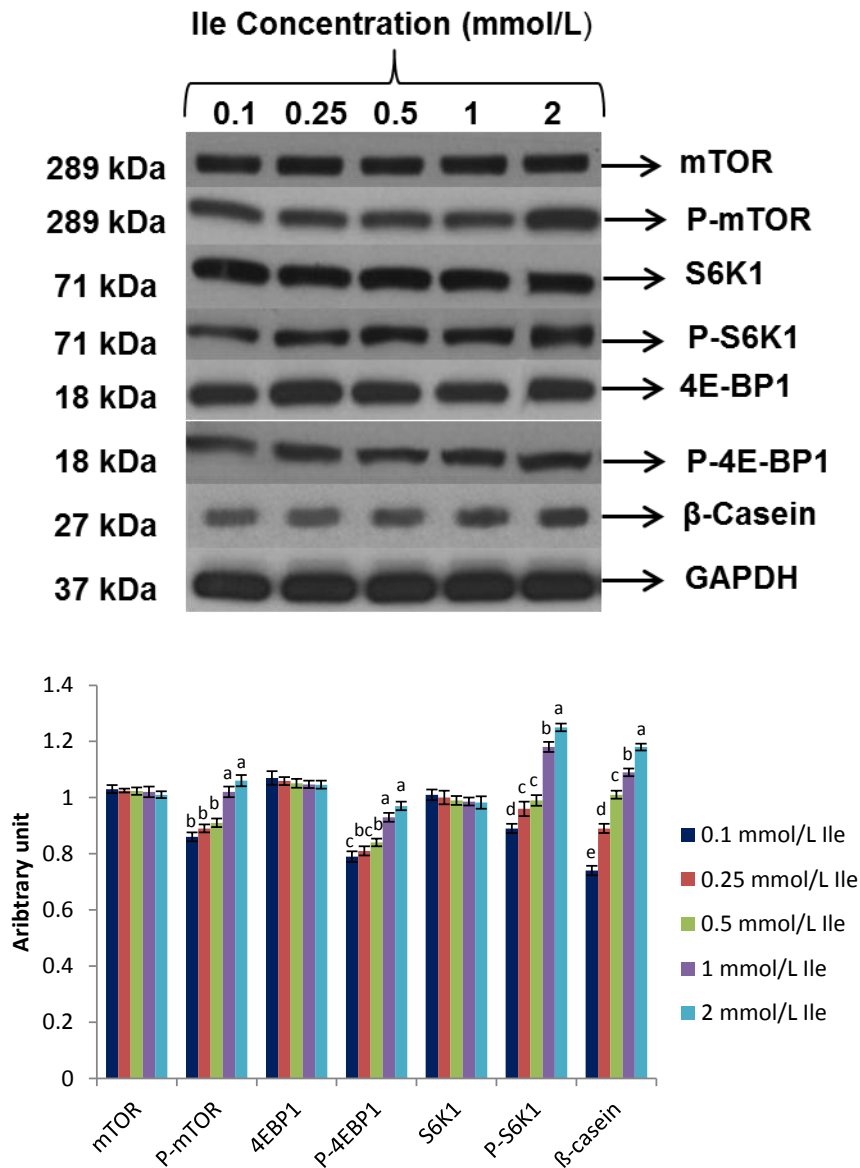 Ile Concentration (mmol/L)
0.1 0.25 0.5 1 2
289 kDa mTOR
289 kDa P-mTOR
71 kDa S6K1
71 kDa P-S6K1
18 kDa 4E-BP1
18 kDa P-4E-BP1
27 kDa β-Casein
37 kDa GAPDH
1.4
1.2
1
0.8
0.6
0.4
0.2
0
Aribtrary unit
b b b a a
c bc b a a
d c c b a
e d c b a
mTOR P-mTOR 4EBP1 P-4EBP1 S6K1 P-S6K1 ß-casein
0.1 mmol/L Ile
0.25 mmol/L Ile
0.5 mmol/L Ile
1 mmol/L Ile
2 mmol/L Ile